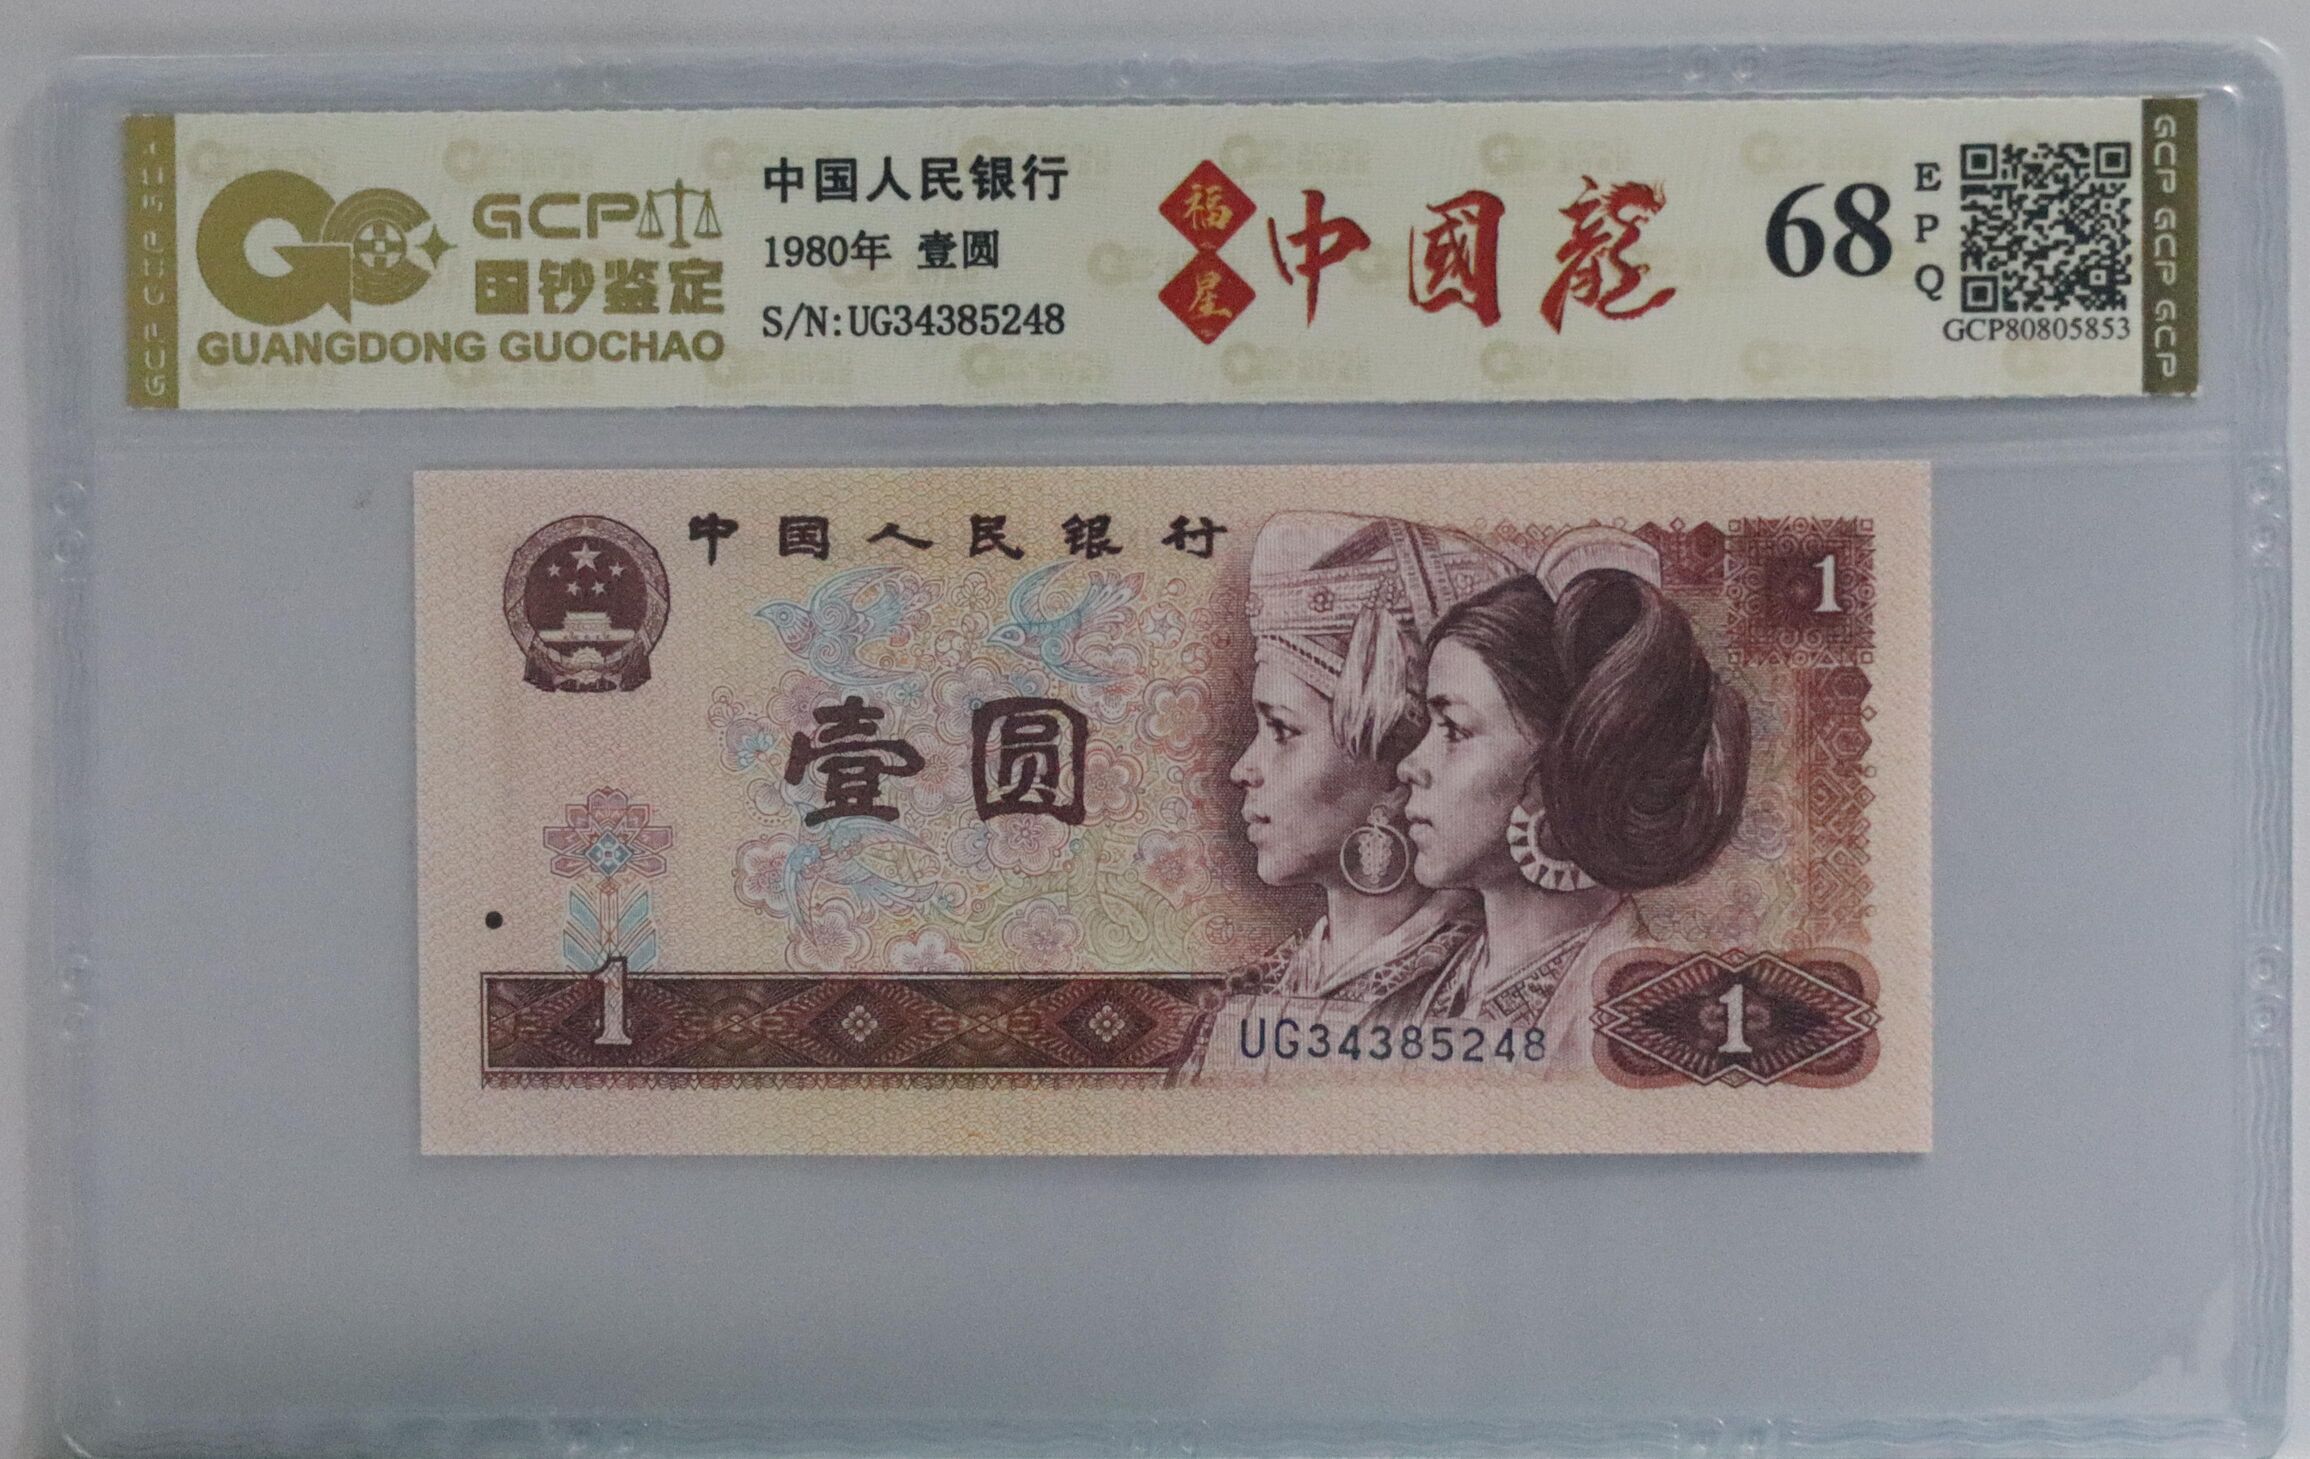 GCP
国钞鉴定
GUANGDONG GUOCHAO
中国人民银行
1980年 壹圆
S/N:UG34385248
福星
中國龍
68
EPQ
GCP80805853
GCP GCP GCP
中国人民银行
1
壹圆
1
UG34385248
1